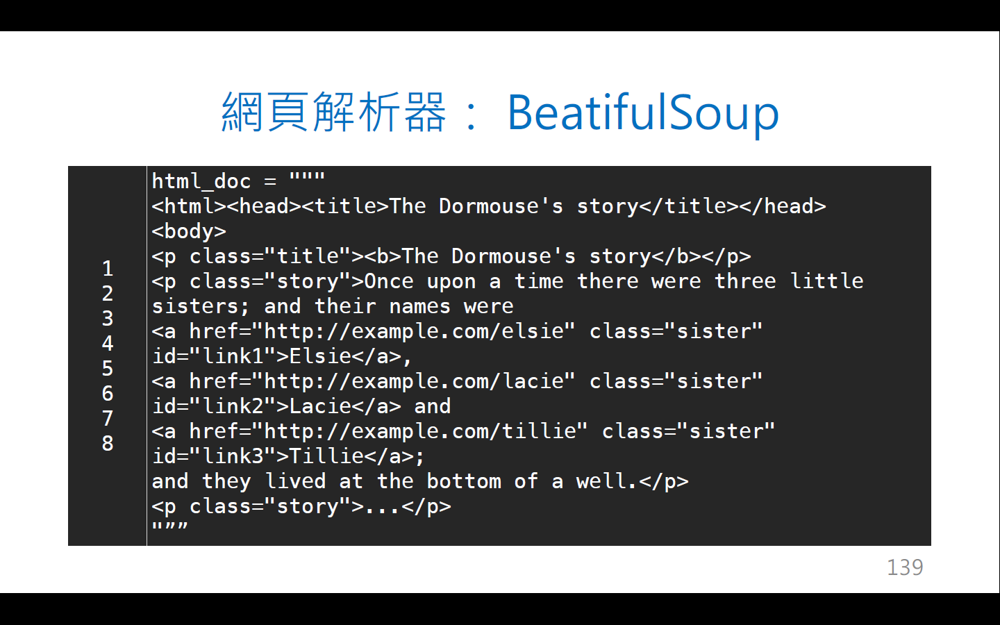 網頁解析器： BeatifulSoup
1
2
3
4
5
6
7
8
html_doc = """
<html><head><title>The Dormouse's story</title></head>
<body>
<p class="title"><b>The Dormouse's story</b></p>
<p class="story">Once upon a time there were three little
sisters; and their names were
<a href="http://example.com/elsie" class="sister"
id="link1">Elsie</a>,
<a href="http://example.com/lacie" class="sister"
id="link2">Lacie</a> and
<a href="http://example.com/tillie" class="sister"
id="link3">Tillie</a>;
and they lived at the bottom of a well.</p>
<p class="story">...</p>
"””
139